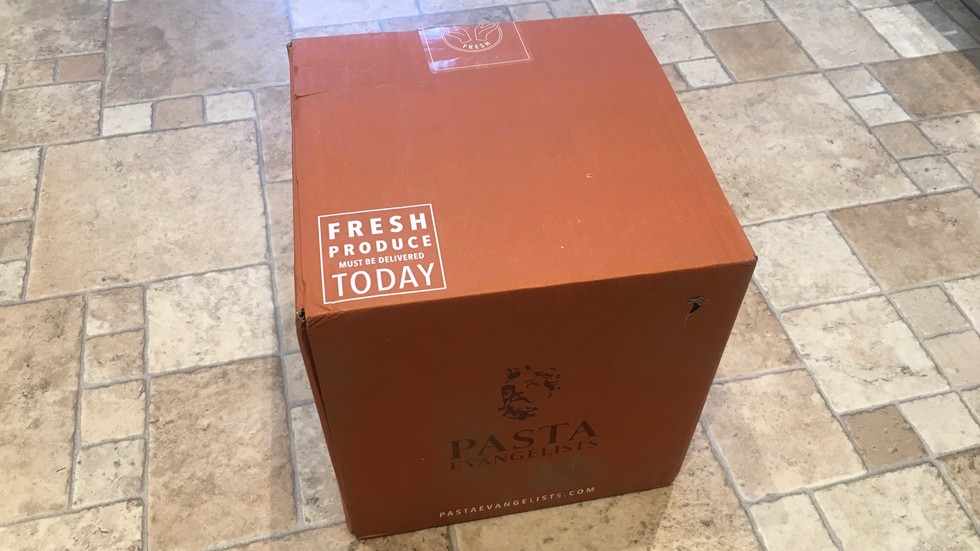 FRESH
FRESH
PRODUCE
MUST BE DELIVERED
TODAY
PASTA
EVANGELISTS
PASTAEVANGELISTS.COM